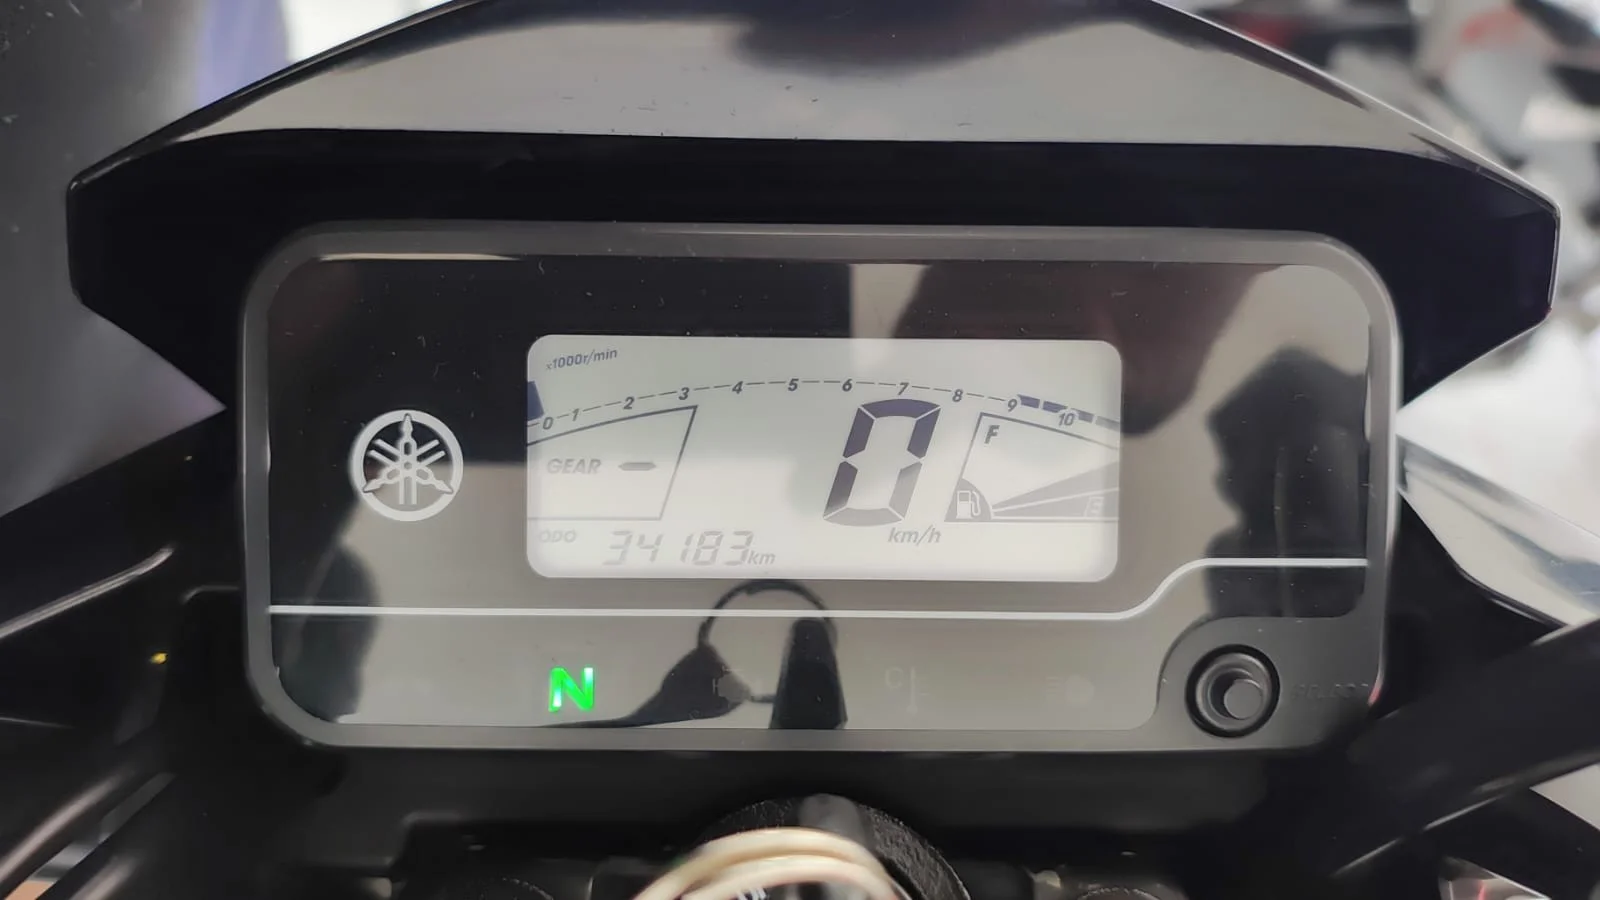 x1000r/min
0 1 2 3 4 5 6 7 8 9 10
GEAR -
0
km/h
F
E
ODO 34183km
N